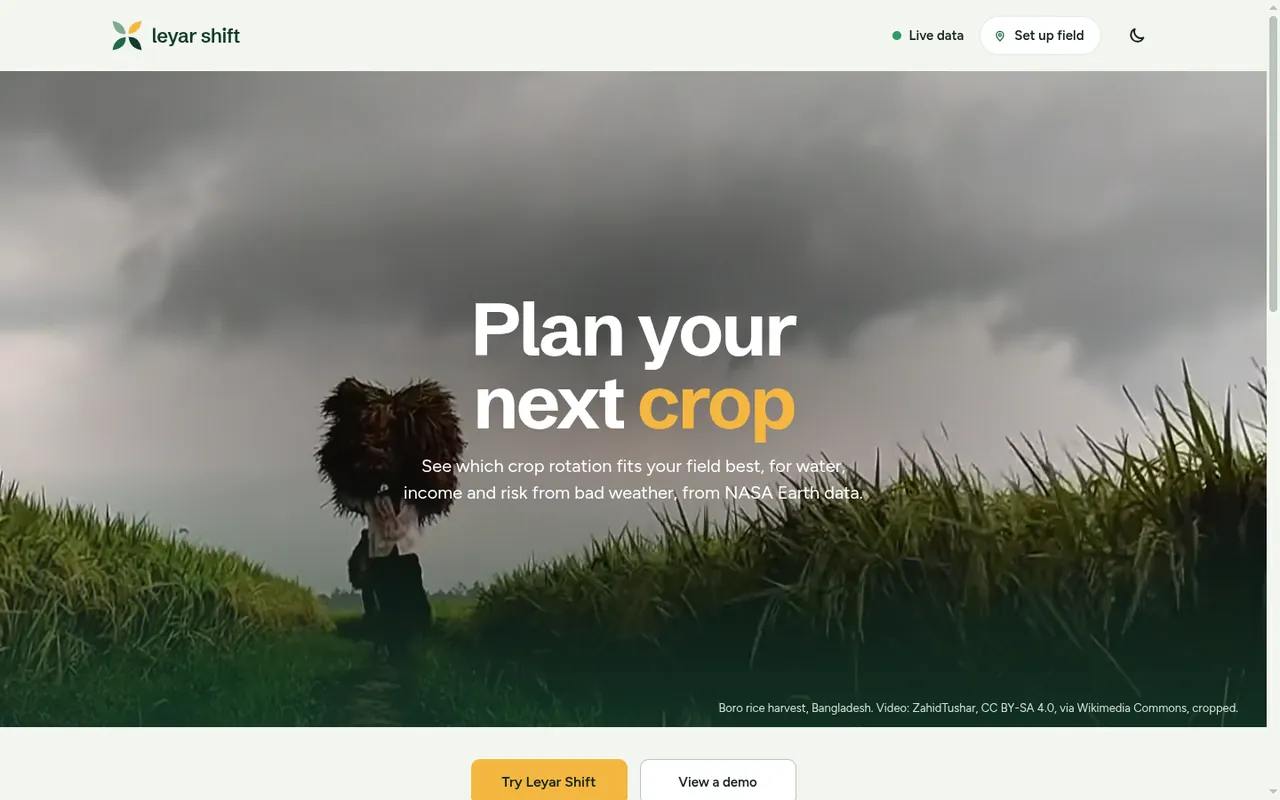 leyar shift
Live data
Set up field
Plan your
next crop
See which crop rotation fits your field best, for water,
income and risk from bad weather, from NASA Earth data.
Boro rice harvest, Bangladesh. Video: ZahidTushar, CC BY-SA 4.0, via Wikimedia Commons, cropped.
Try Leyar Shift
View a demo